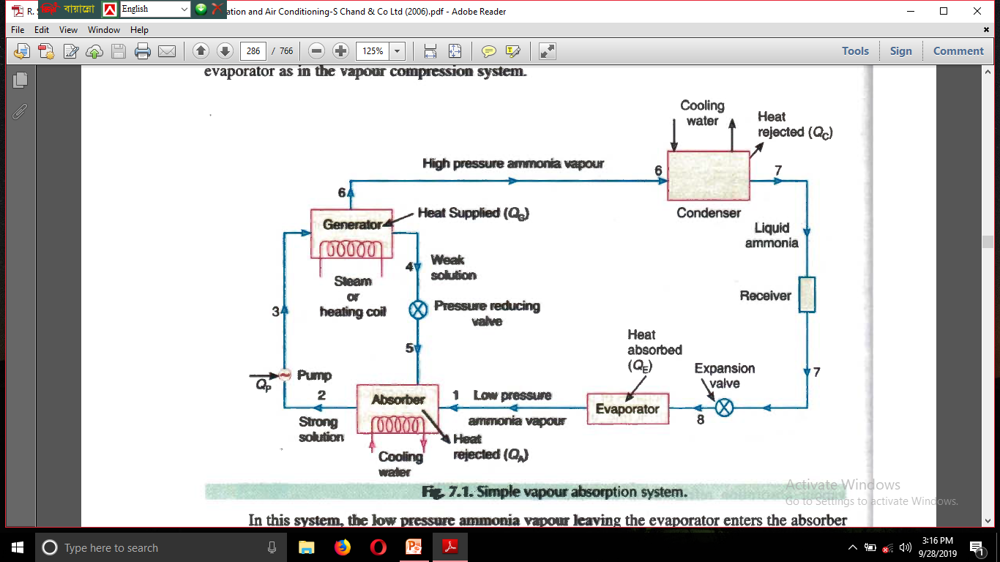 R. S
বায়ান্নো
English
ation and Air Conditioning-S Chand & Co Ltd (2006).pdf - Adobe Reader
File Edit View Window Help
286 / 766
125%
Tools Sign Comment
evaporator as in the vapour compression system.
Cooling
water
Heat
rejected (QC)
High pressure ammonia vapour
6
7
6
Generator
Heat Supplied (QG)
Condenser
Liquid
ammonia
4
Weak
solution
Steam
or
heating coil
Receiver
3
Pressure reducing
valve
5
Heat
absorbed
(QE)
Expansion
valve
7
QP
Pump
2
Absorber
1
Low pressure
ammonia vapour
Evaporator
8
Strong
solution
Heat
rejected (QA)
Cooling
water
Fig. 7.1. Simple vapour absorption system.
Activate Windows
Go to Settings to activate Windows.
In this system, the low pressure ammonia vapour leaving the evaporator enters the absorber
Type here to search
3:16 PM
9/28/2019
1